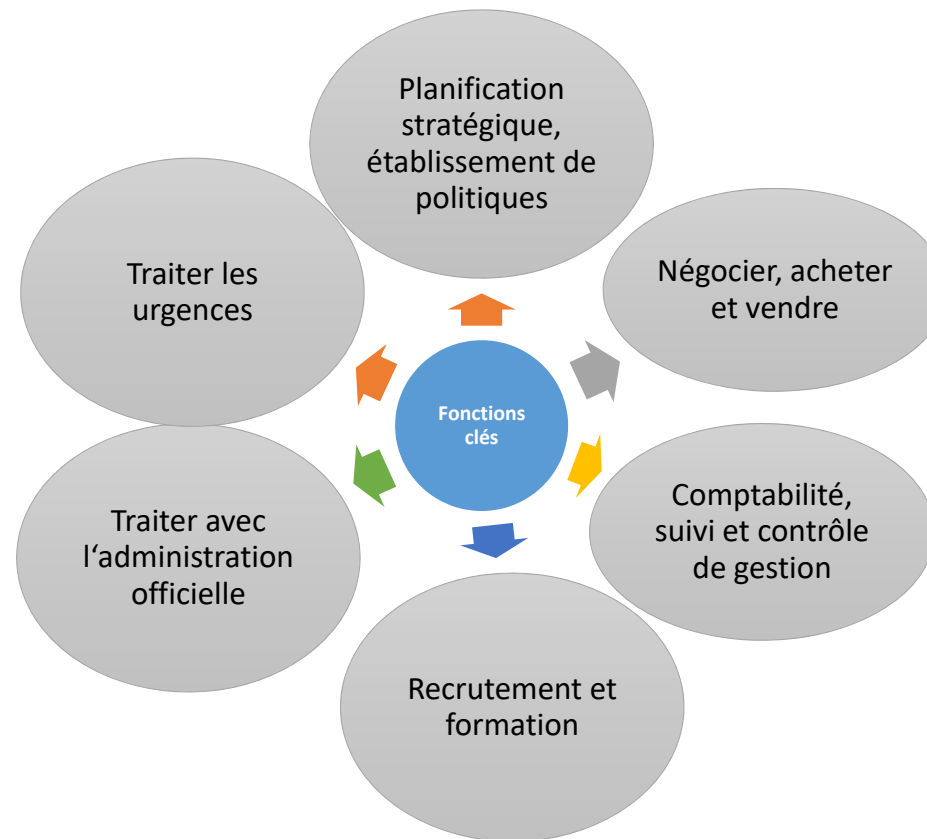 Planification
stratégique,
établissement de
politiques
Négocier, acheter
et vendre
Comptabilité,
suivi et contrôle
de gestion
Recrutement et
formation
Traiter avec
l‘administration
officielle
Traiter les
urgences
Fonctions
clés